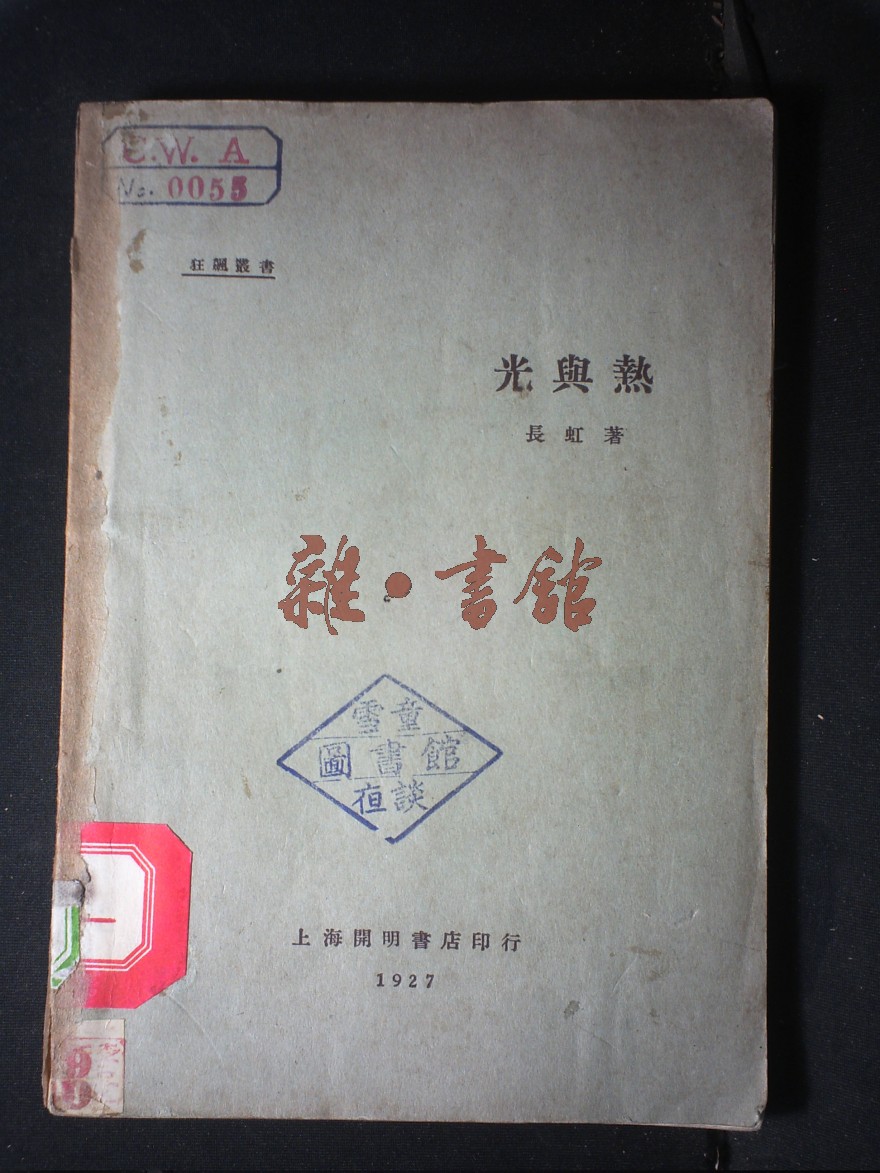 S.W. A
No. 0055
狂飆叢書
光與熱
長虹著
雜·書館
雪童
圖書館
夜談
上海開明書店印行
1927